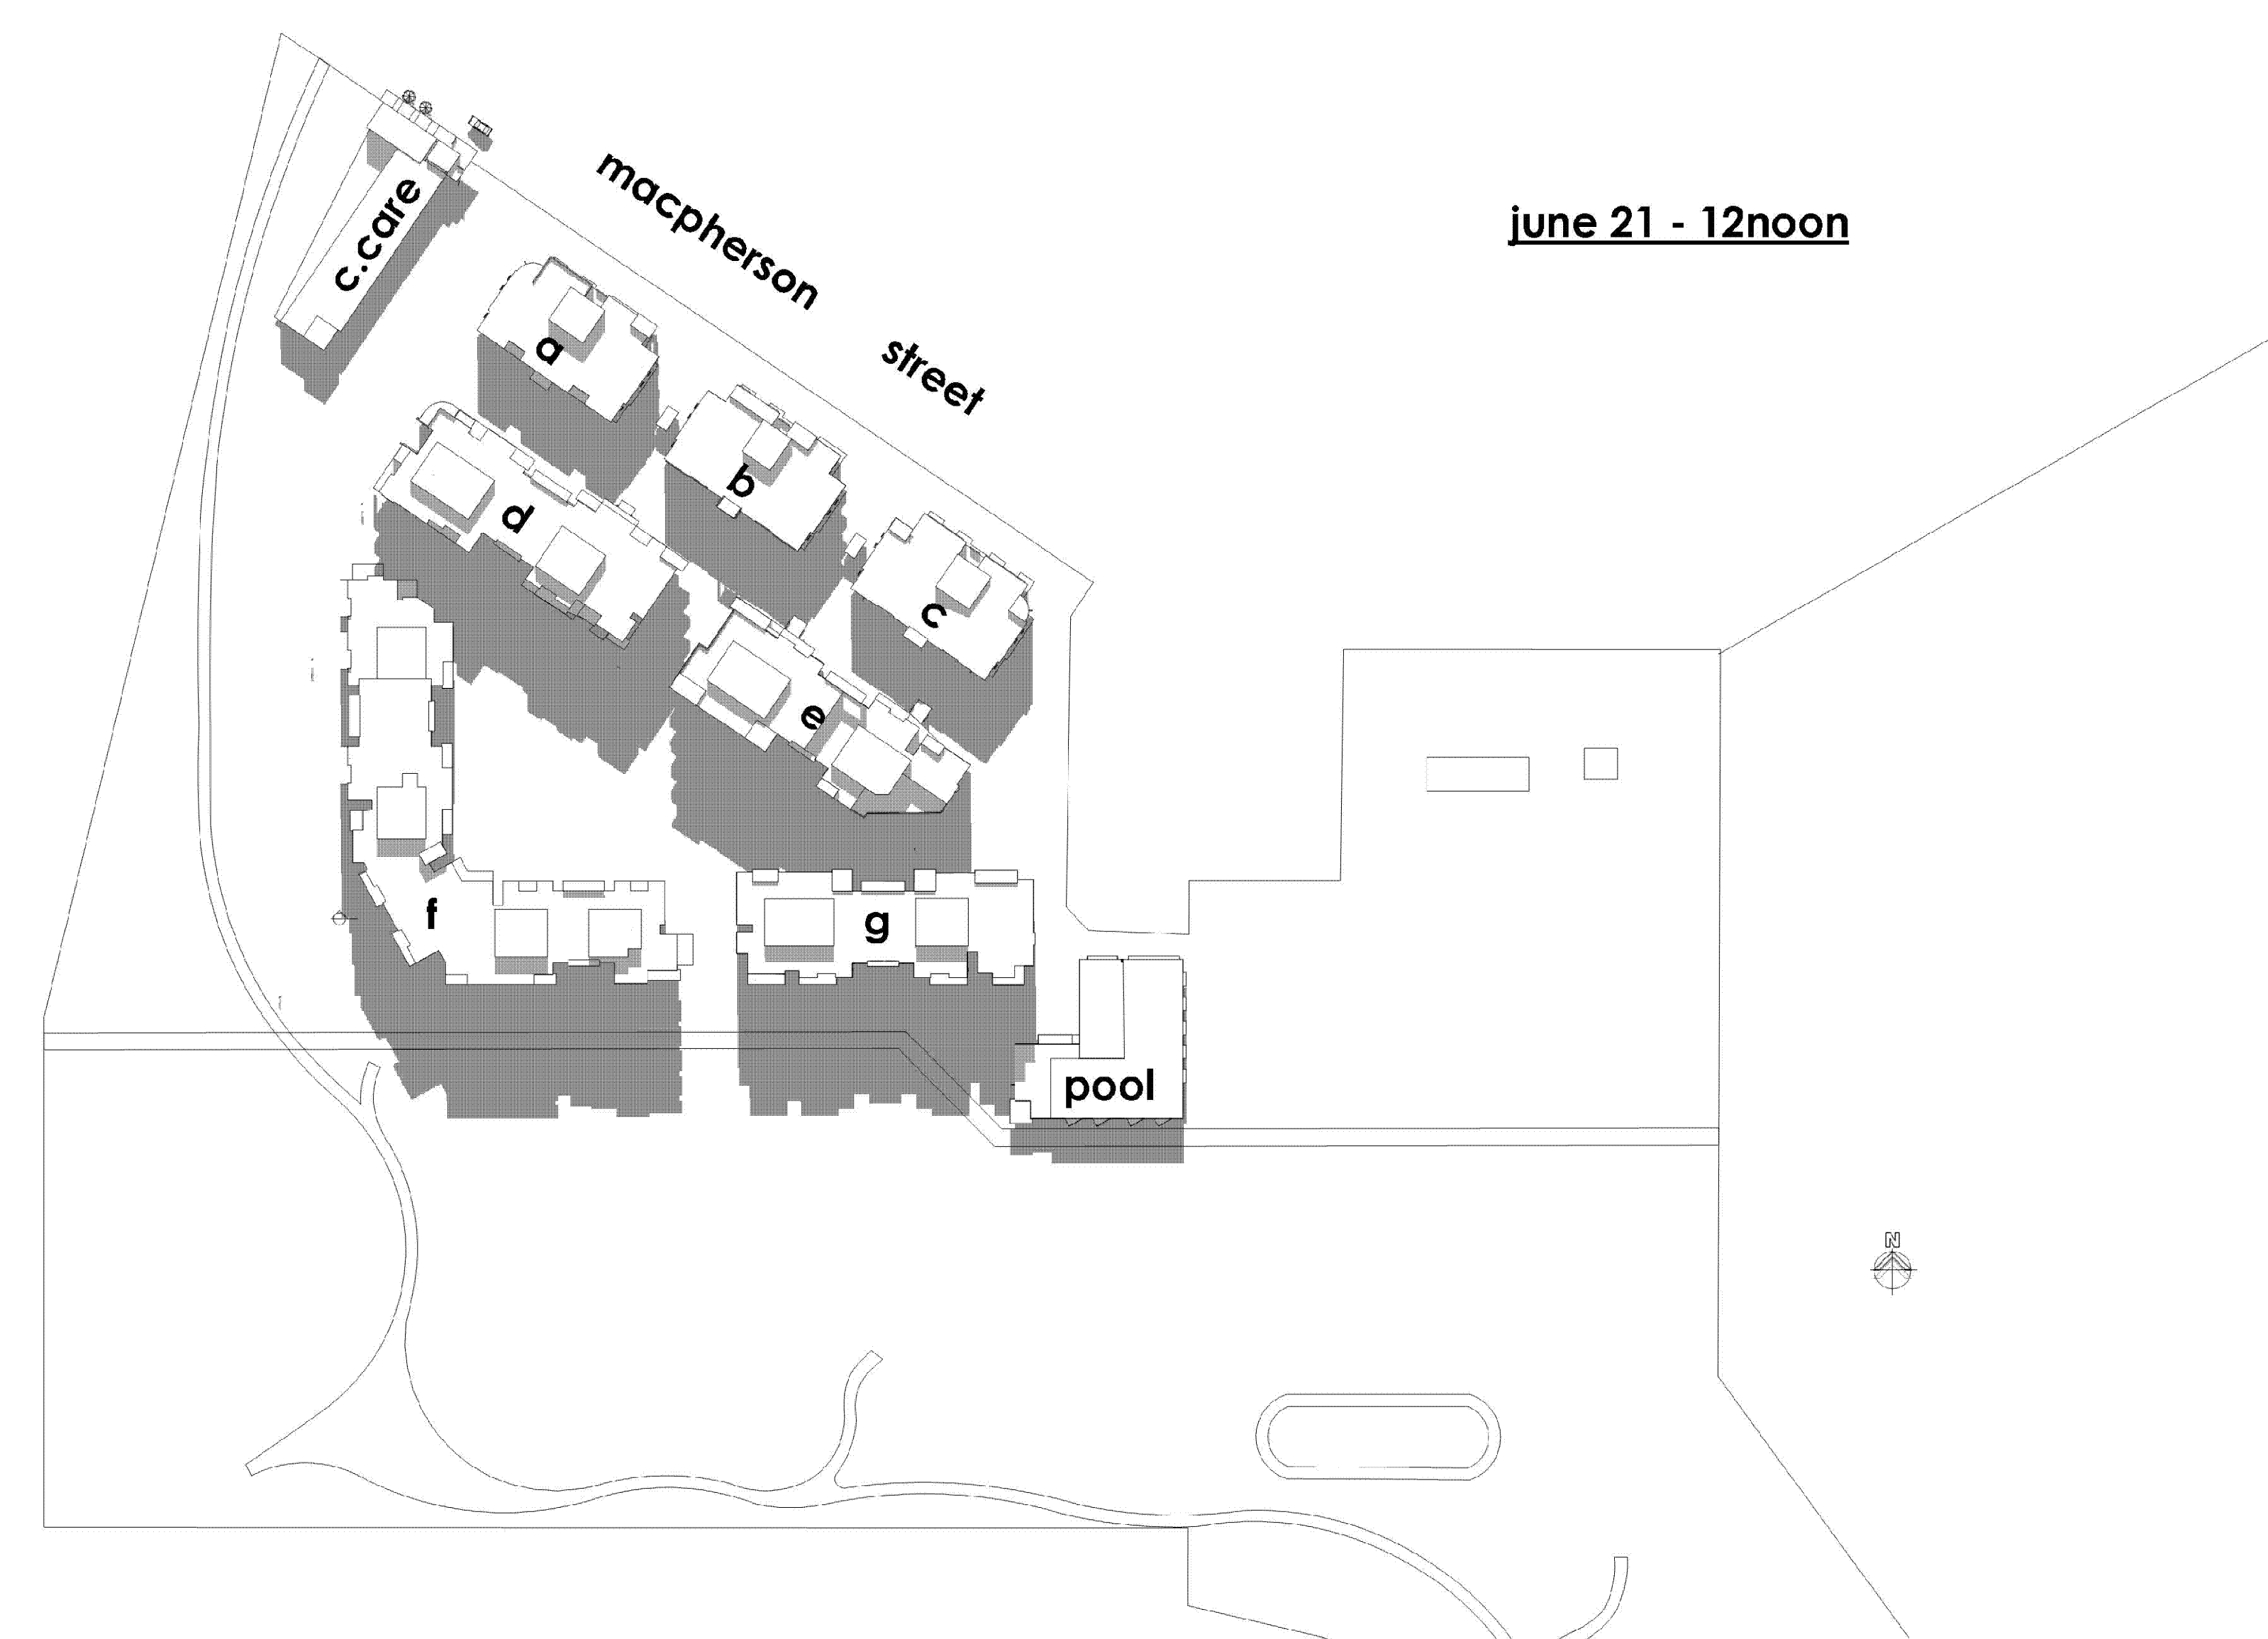 macpherson street
june 21 - 12noon
c.care
a
b
d
c
e
f
g
pool
N